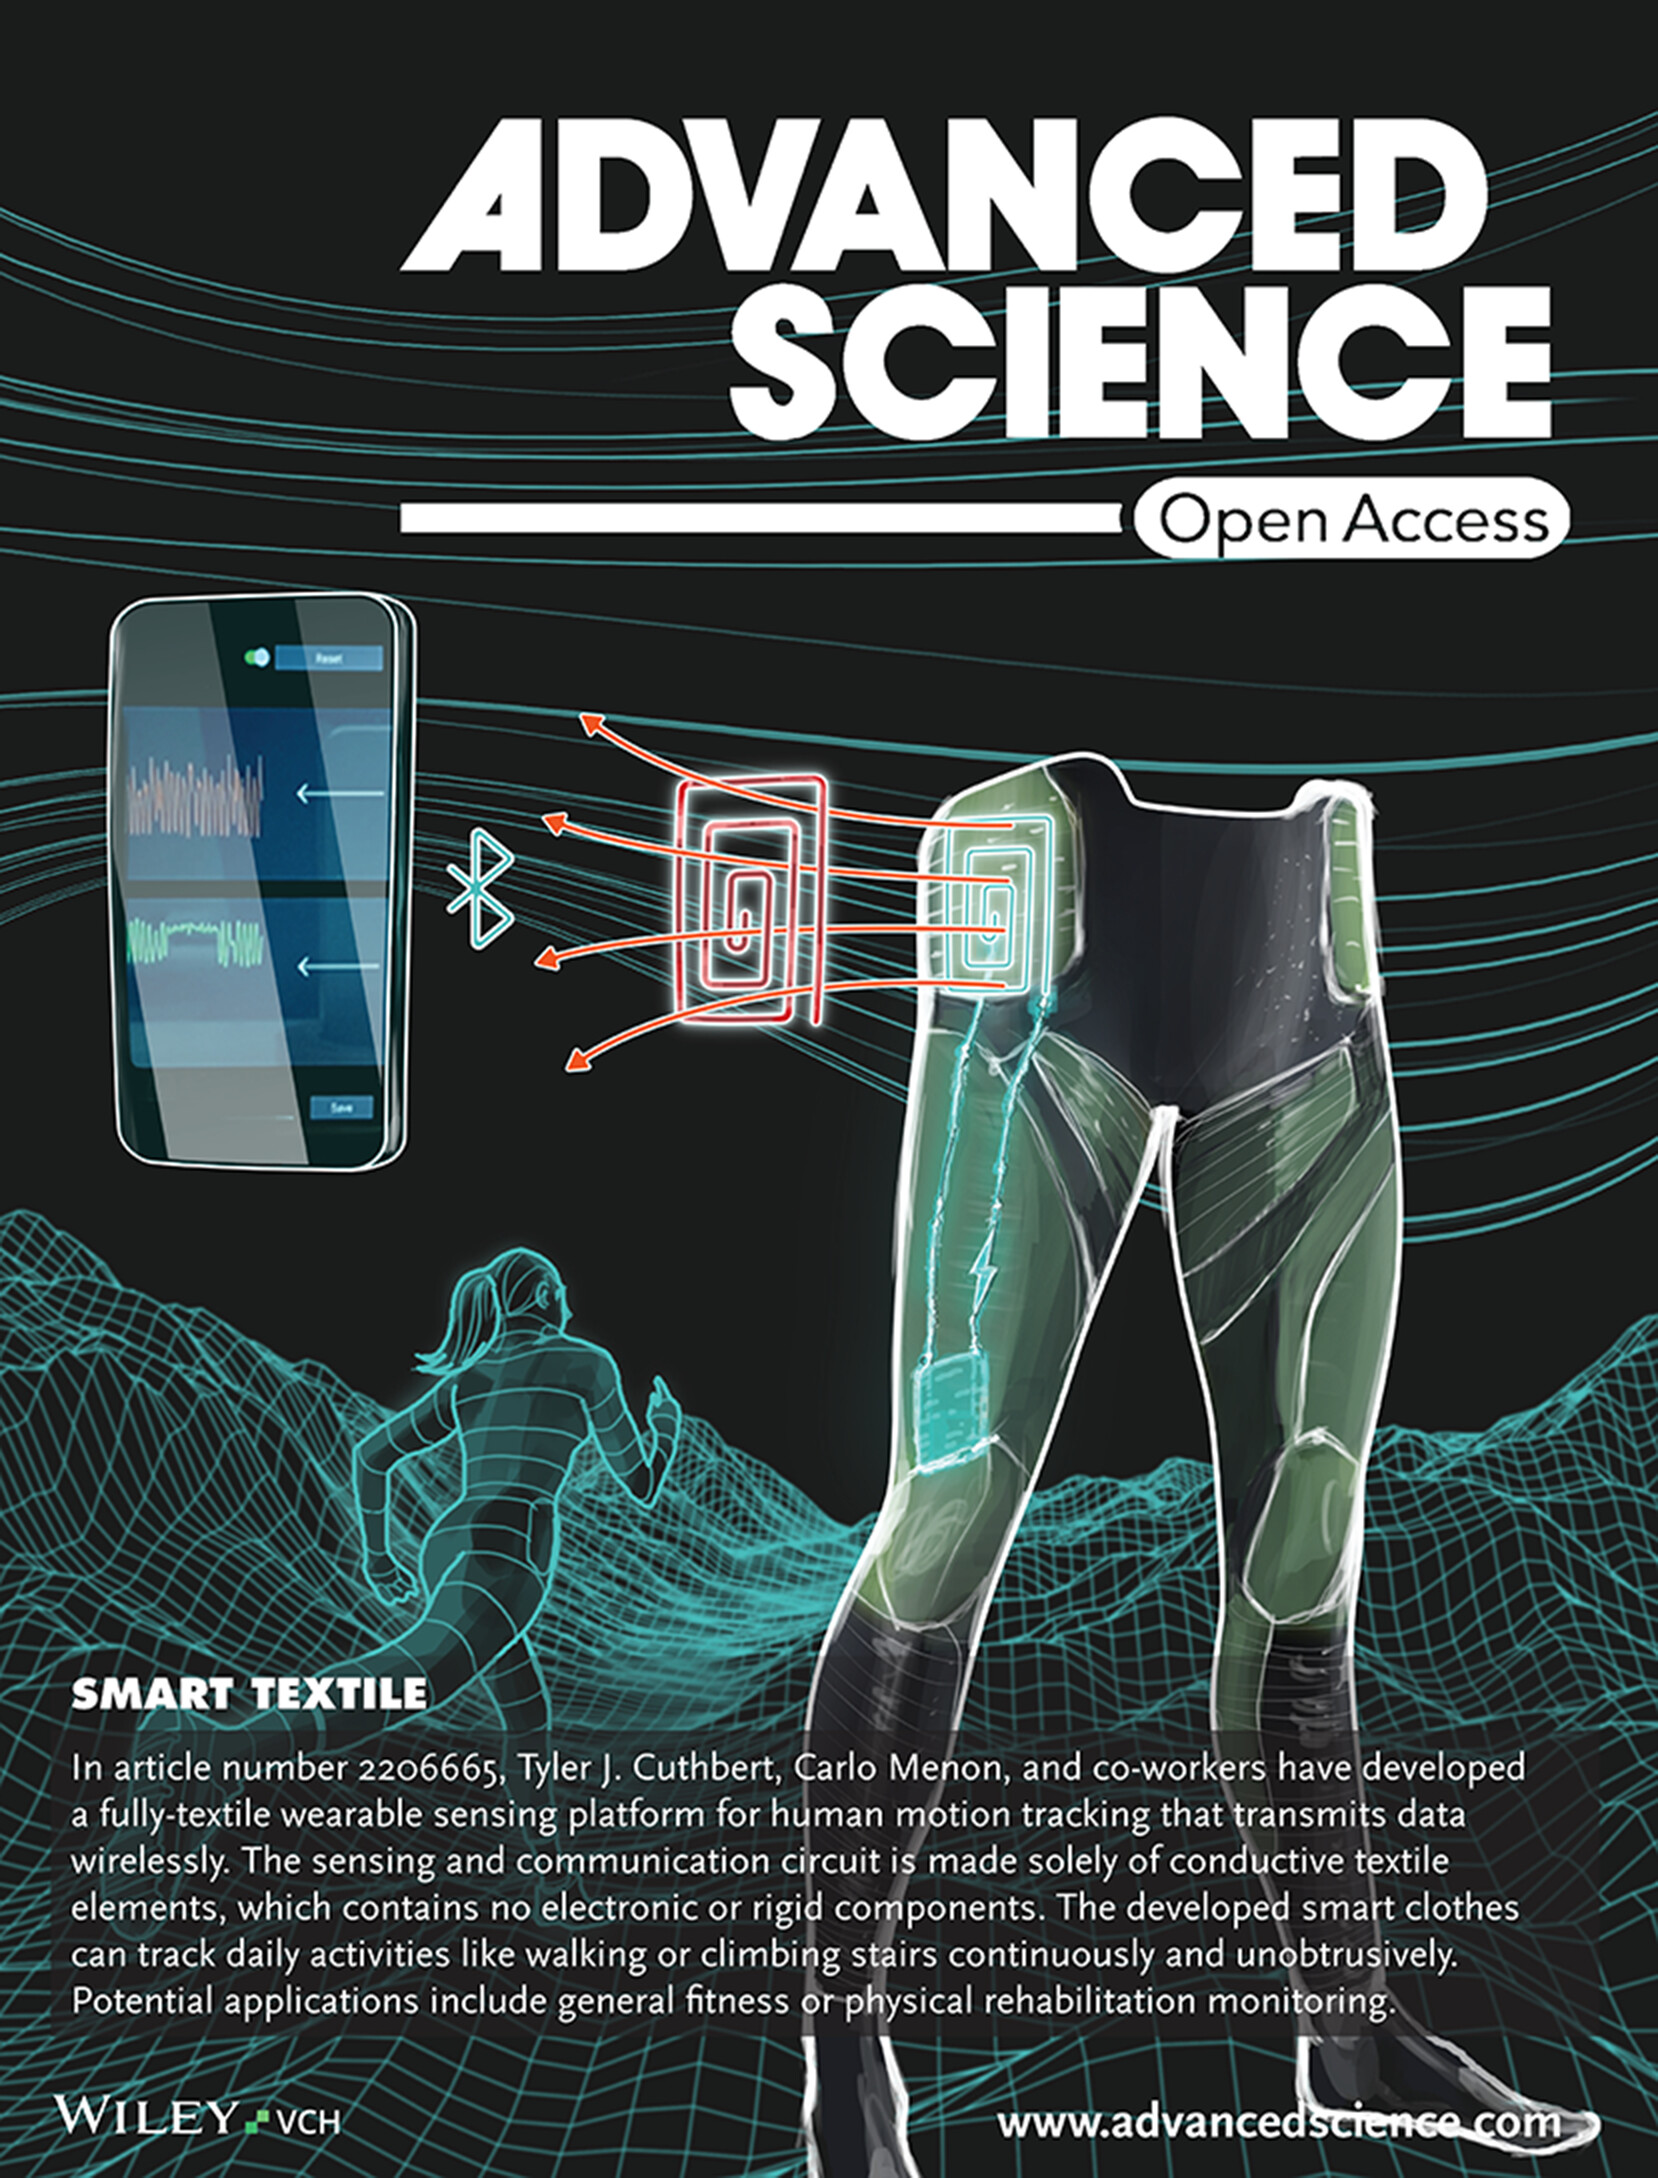 ADVANCED
SCIENCE
Open Access
Reset
Save
SMART TEXTILE
In article number 2206665, Tyler J. Cuthbert, Carlo Menon, and co-workers have developed
a fully-textile wearable sensing platform for human motion tracking that transmits data
wirelessly. The sensing and communication circuit is made solely of conductive textile
elements, which contains no electronic or rigid components. The developed smart clothes
can track daily activities like walking or climbing stairs continuously and unobtrusively.
Potential applications include general fitness or physical rehabilitation monitoring.
WILEY VCH
www.advancedscience.com